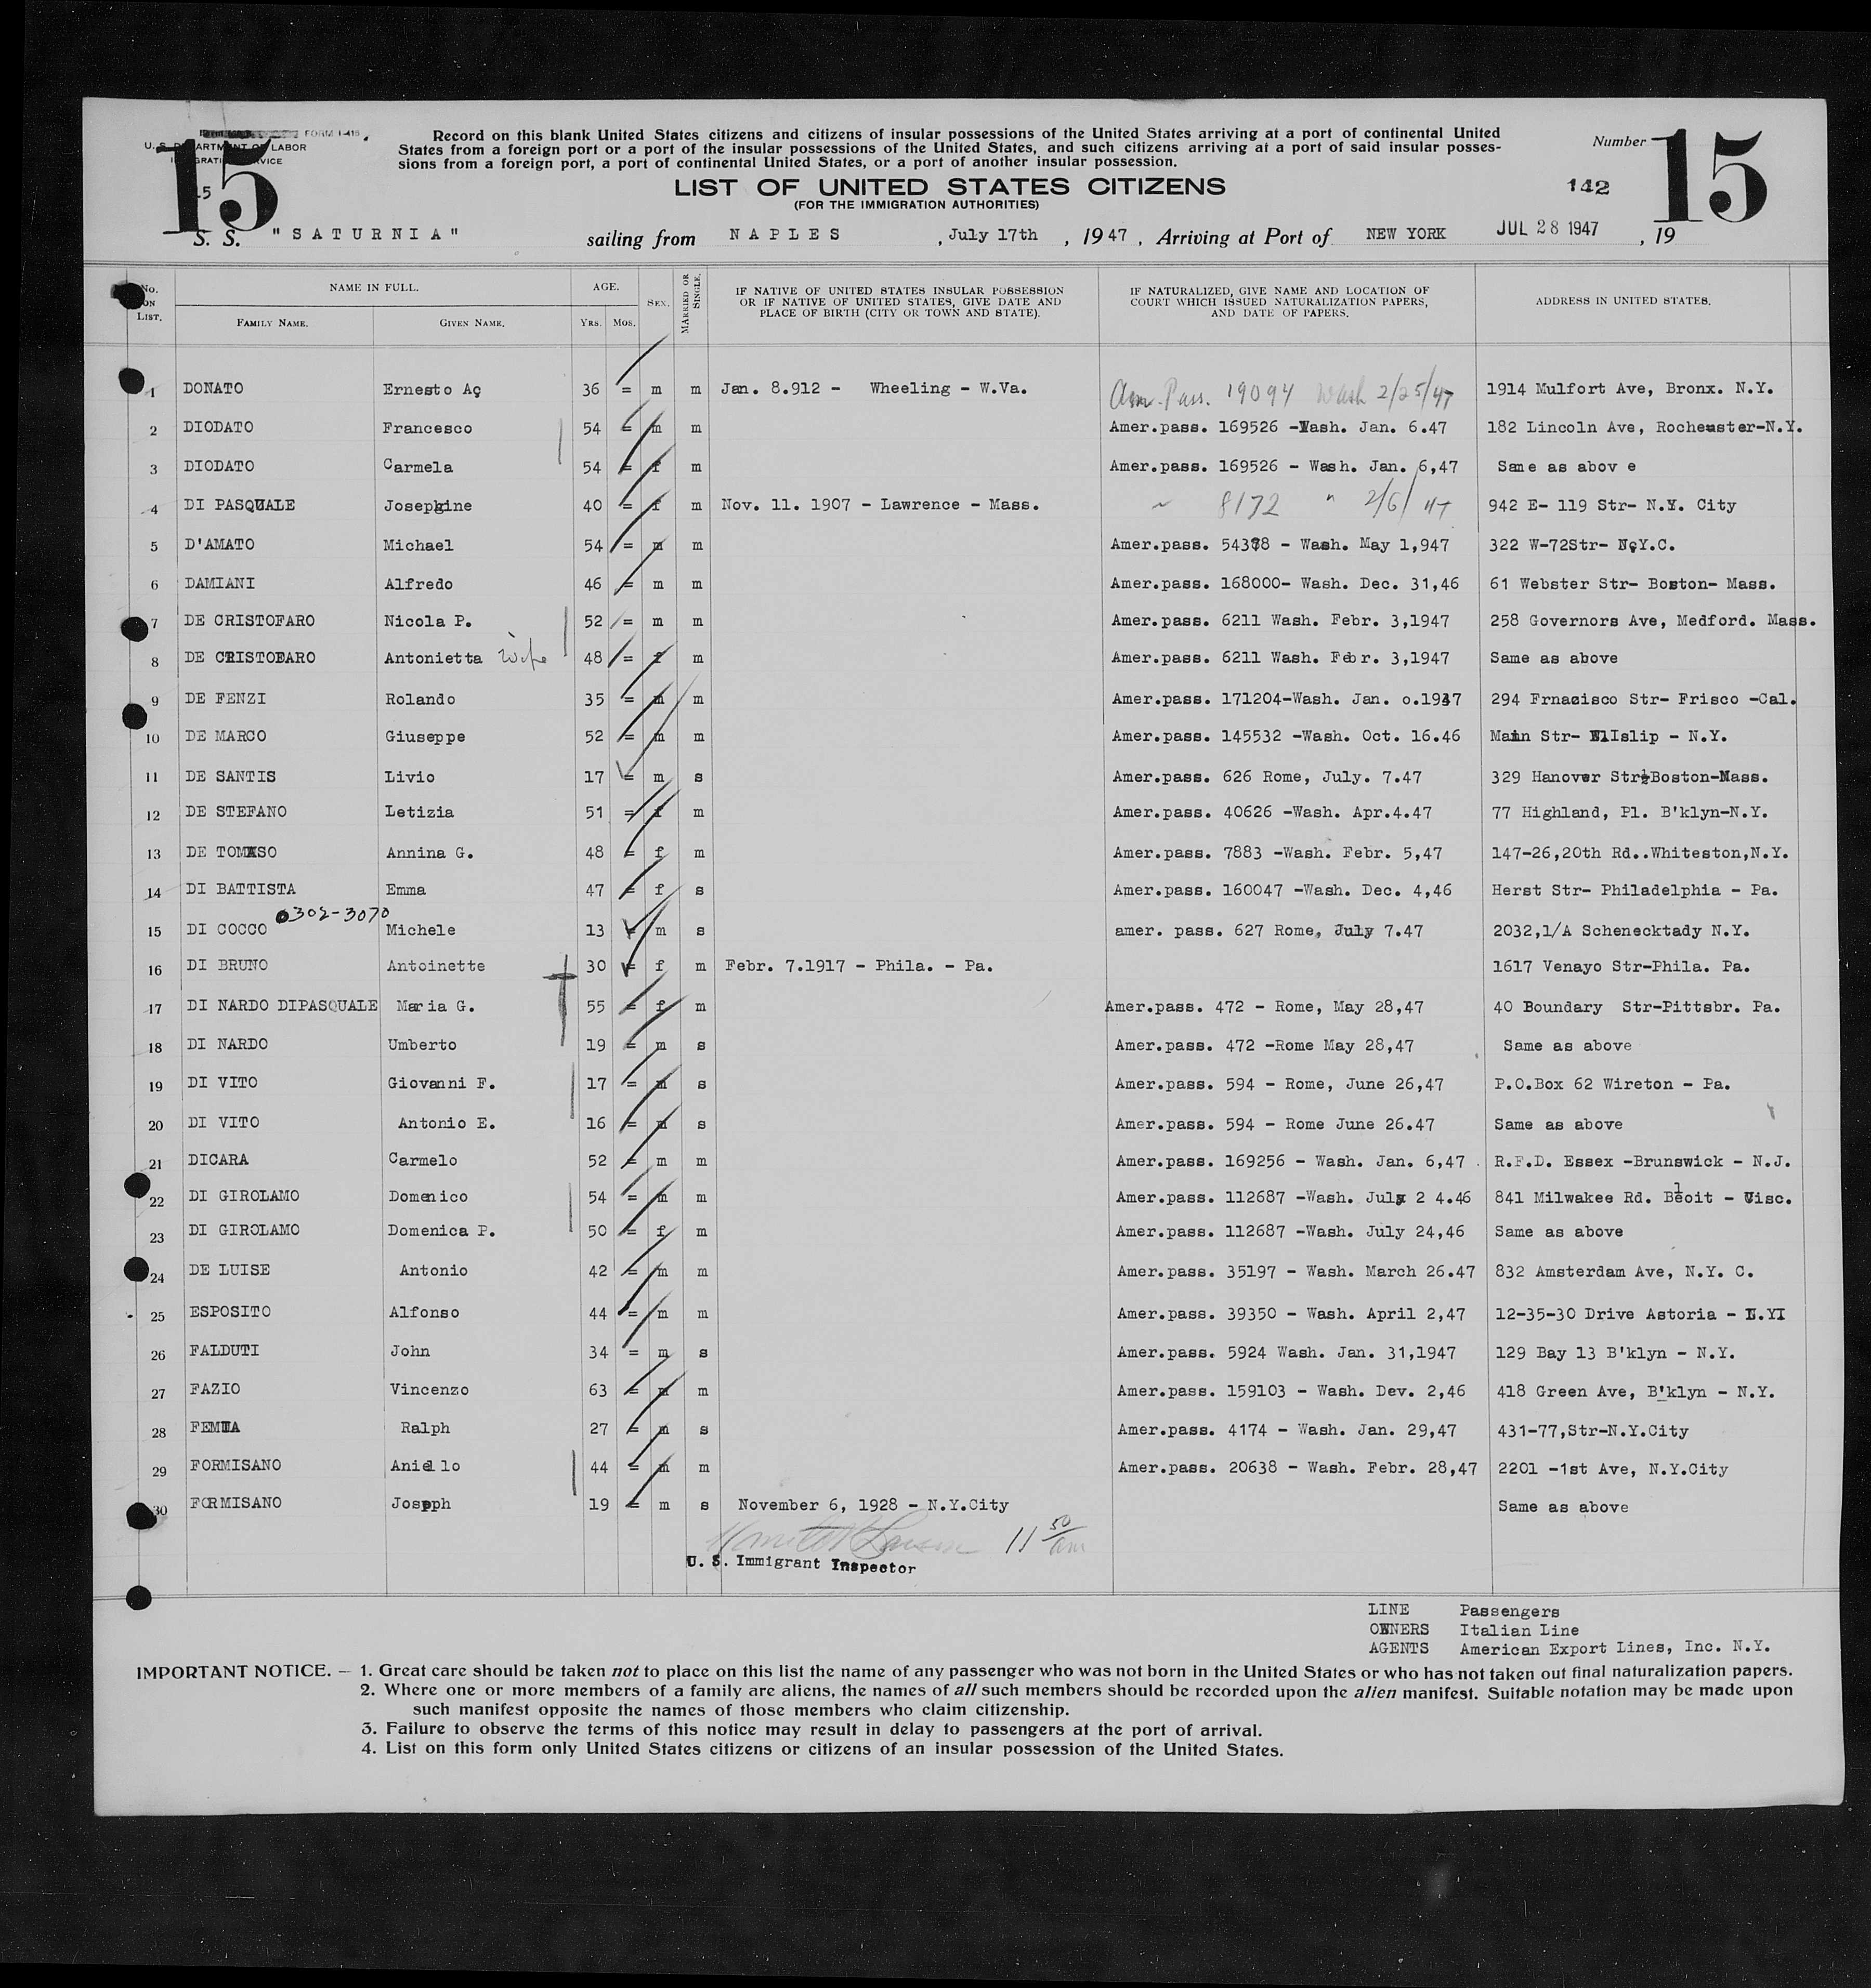 FORM I-415
U. S. DEPARTMENT OF LABOR
IMMIGRATION SERVICE
15
15
Record on this blank United States citizens and citizens of insular possessions of the United States arriving at a port of continental United
States from a foreign port or a port of the insular possessions of the United States, and such citizens arriving at a port of said insular posses-
sions from a foreign port, a port of continental United States, or a port of another insular possession.
Number 15
LIST OF UNITED STATES CITIZENS
142
(FOR THE IMMIGRATION AUTHORITIES)
S. S. "SATURNIA" sailing from NAPLES , July 17th , 1947 , Arriving at Port of NEW YORK JUL 28 1947 , 19
No. ON LIST. NAME IN FULL. AGE. SEX. MARRIED OR SINGLE. IF NATIVE OF UNITED STATES INSULAR POSSESSION OR IF NATIVE OF UNITED STATES, GIVE DATE AND PLACE OF BIRTH (CITY OR TOWN AND STATE). IF NATURALIZED, GIVE NAME AND LOCATION OF COURT WHICH ISSUED NATURALIZATION PAPERS, AND DATE OF PAPERS. ADDRESS IN UNITED STATES.
FAMILY NAME. GIVEN NAME. YRS. MOS.
1 DONATO Ernesto Aç 36 = m m Jan. 8.912 - Wheeling - W.Va. Am. Pass. 19094 Wash 2/25/47 1914 Mulfort Ave, Bronx. N.Y.
2 DIODATO Francesco 54 = m m Amer.pass. 169526 -Wash. Jan. 6.47 182 Lincoln Ave, Rochester-N.Y.
3 DIODATO Carmela 54 = f m Amer.pass. 169526 - Wash. Jan. 6,47 Same as abov e
4 DI PASQUALE Josephine 40 = f m Nov. 11. 1907 - Lawrence - Mass. ~ 8172 " 2/6/47 942 E- 119 Str- N.Y. City
5 D'AMATO Michael 54 = m m Amer.pass. 54378 - Wash. May 1,947 322 W-72Str- NçY.C.
6 DAMIANI Alfredo 46 = m m Amer.pass. 168000- Wash. Dec. 31,46 61 Webster Str- Boston- Mass.
7 DE CRISTOFARO Nicola P. 52 = m m Amer.pass. 6211 Wash. Febr. 3,1947 258 Governors Ave, Medford. Mass.
8 DE CRISTOFARO Antonietta wife 48 = f m Amer.pass. 6211 Wash. Febr. 3,1947 Same as above
9 DE FENZI Rolando 35 = m m Amer.pass. 171204-Wash. Jan. o.1947 294 Frnacisco Str- Frisco -Cal.
10 DE MARCO Giuseppe 52 = m m Amer.pass. 145532 -Wash. Oct. 16.46 Main Str- Islip - N.Y.
11 DE SANTIS Livio 17 = m s Amer.pass. 626 Rome, July. 7.47 329 Hanover Str-Boston-Mass.
12 DE STEFANO Letizia 51 = f m Amer.pass. 40626 -Wash. Apr.4.47 77 Highland, Pl. B'klyn-N.Y.
13 DE TOMASO Annina G. 48 = f m Amer.pass. 7883 -Wash. Febr. 5,47 147-26,20th Rd..Whiteston,N.Y.
14 DI BATTISTA Emma 47 = f s Amer.pass. 160047 -Wash. Dec. 4,46 Herst Str- Philadelphia - Pa.
0302-3070
15 DI COCCO Michele 13 = m s amer. pass. 627 Rome, July 7.47 2032,1/A Schenecktady N.Y.
16 DI BRUNO Antoinette 30 = f m Febr. 7.1917 - Phila. - Pa. 1617 Venayo Str-Phila. Pa.
17 DI NARDO DIPASQUALE Maria G. 55 = f m Amer.pass. 472 - Rome, May 28,47 40 Boundary Str-Pittsbr. Pa.
18 DI NARDO Umberto 19 = m s Amer.pass. 472 -Rome May 28,47 Same as above
19 DI VITO Giovanni F. 17 = m s Amer.pass. 594 - Rome, June 26,47 P.O.Box 62 Wireton - Pa.
20 DI VITO Antonio E. 16 = m s Amer.pass. 594 - Rome June 26.47 Same as above
21 DICARA Carmelo 52 = m m Amer.pass. 169256 - Wash. Jan. 6,47 R.F.D. Essex -Brunswick - N.J.
22 DI GIROLAMO Domenico 54 = m m Amer.pass. 112687 -Wash. July 2 4.46 841 Milwakee Rd. Beloit - Wisc.
23 DI GIROLAMO Domenica P. 50 = f m Amer.pass. 112687 -Wash. July 24,46 Same as above
24 DE LUISE Antonio 42 = m m Amer.pass. 35197 - Wash. March 26.47 832 Amsterdam Ave, N.Y. C.
25 ESPOSITO Alfonso 44 = m m Amer.pass. 39350 - Wash. April 2,47 12-35-30 Drive Astoria - L.YI
26 FALDUTI John 34 = m s Amer.pass. 5924 Wash. Jan. 31,1947 129 Bay 13 B'klyn - N.Y.
27 FAZIO Vincenzo 63 = m m Amer.pass. 159103 - Wash. Dev. 2,46 418 Green Ave, B'klyn - N.Y.
28 Ralph 27 = m s Amer.pass. 4174 - Wash. Jan. 29,47 431-77,Str-N.Y.City
29 FORMISANO Aniello 44 = m m Amer.pass. 20638 - Wash. Febr. 28,47 2201 -1st Ave, N.Y.City
30 FORMISANO Joseph 19 = m s November 6, 1928 - N.Y.City Same as above
11 50 am
U. S. Immigrant Inspector
LINE Passengers
OWNERS Italian Line
AGENTS American Export Lines, Inc. N.Y.
IMPORTANT NOTICE. — 1. Great care should be taken not to place on this list the name of any passenger who was not born in the United States or who has not taken out final naturalization papers.
2. Where one or more members of a family are aliens, the names of all such members should be recorded upon the alien manifest. Suitable notation may be made upon
such manifest opposite the names of those members who claim citizenship.
3. Failure to observe the terms of this notice may result in delay to passengers at the port of arrival.
4. List on this form only United States citizens or citizens of an insular possession of the United States.